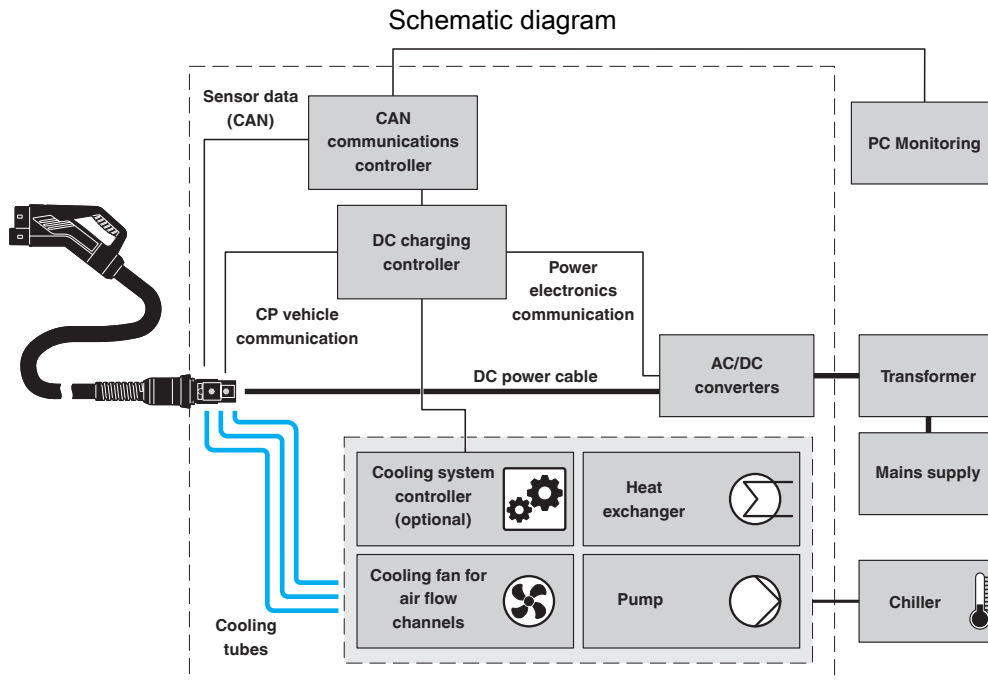 Schematic diagram
Sensor data
(CAN)
CAN
communications
controller
PC Monitoring
DC charging
controller
CP vehicle
communication
Power
electronics
communication
DC power cable
AC/DC
converters
Transformer
Mains supply
Cooling system
controller
(optional)
Heat
exchanger
Cooling fan for
air flow
channels
Pump
Chiller
Cooling
tubes